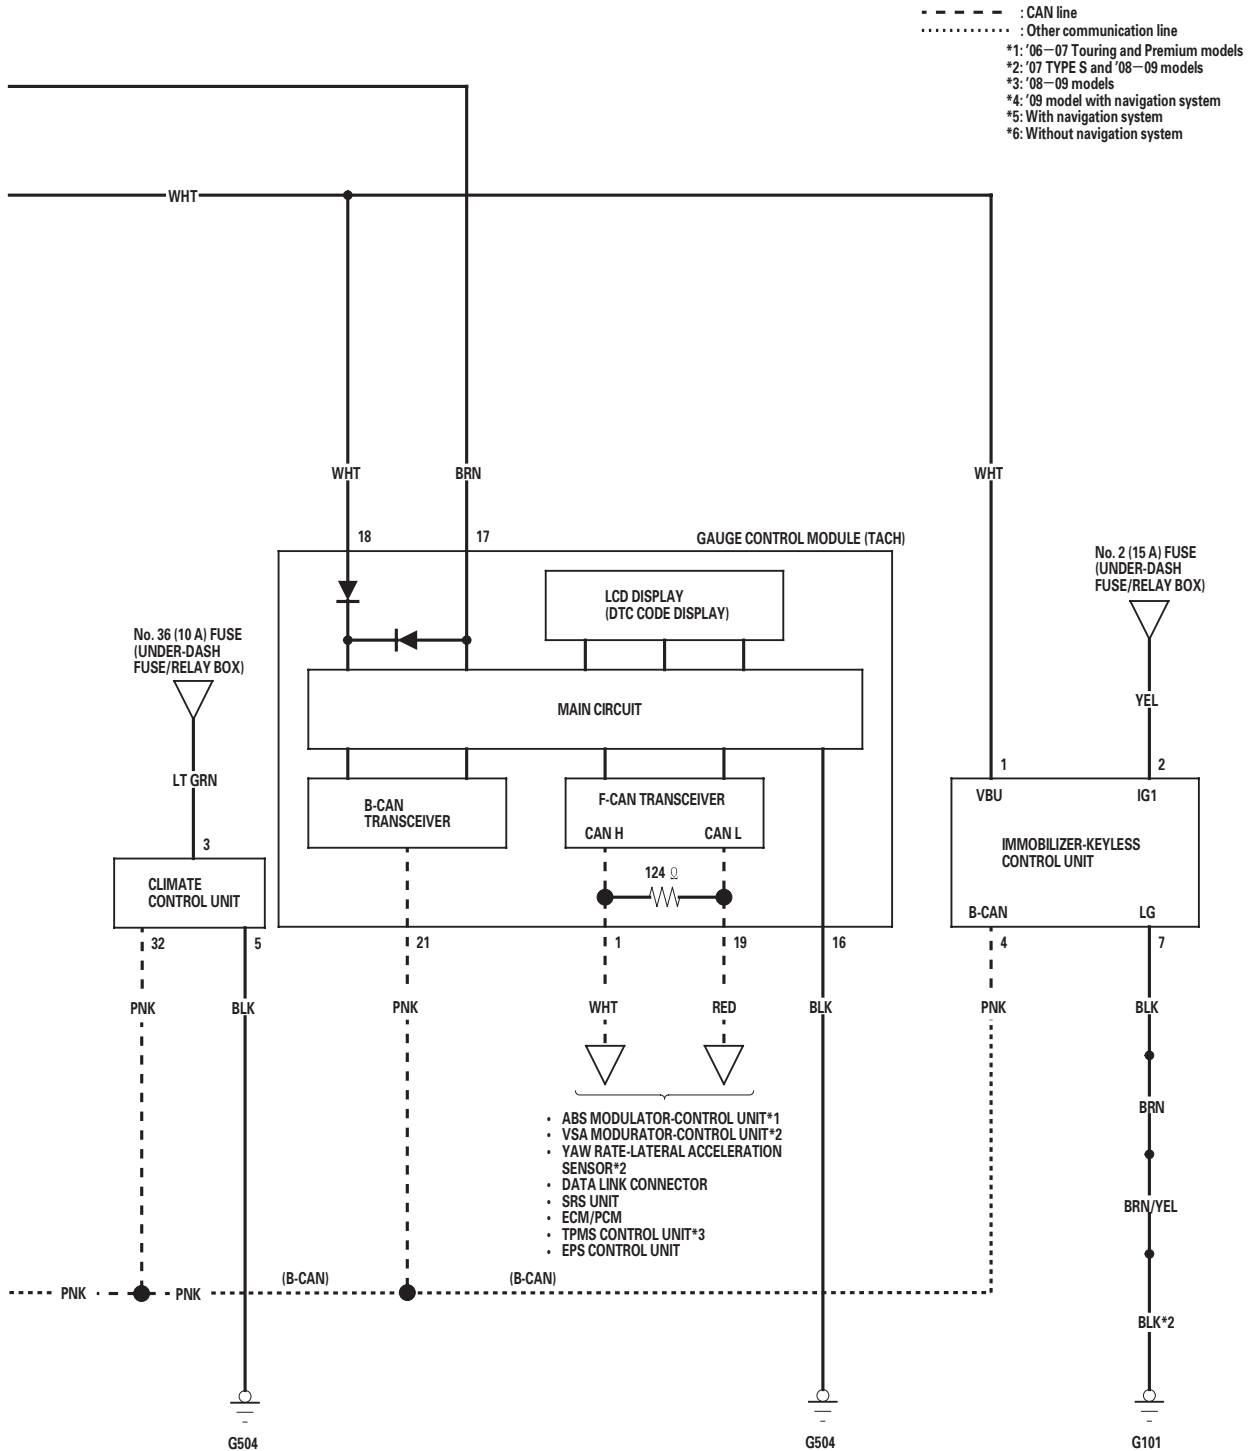 : CAN line
: Other communication line
*1: '06–07 Touring and Premium models
*2: '07 TYPE S and '08–09 models
*3: '08–09 models
*4: '09 model with navigation system
*5: With navigation system
*6: Without navigation system
WHT
WHT
BRN
WHT
18
17
GAUGE CONTROL MODULE (TACH)
No. 2 (15 A) FUSE
(UNDER-DASH
FUSE/RELAY BOX)
LCD DISPLAY
(DTC CODE DISPLAY)
No. 36 (10 A) FUSE
(UNDER-DASH
FUSE/RELAY BOX)
MAIN CIRCUIT
YEL
LT GRN
1
2
B-CAN
TRANSCEIVER
F-CAN TRANSCEIVER
CAN H
CAN L
VBU
IG1
IMMOBILIZER-KEYLESS
CONTROL UNIT
B-CAN
LG
3
CLIMATE
CONTROL UNIT
124 Ω
32
5
21
1
19
16
4
7
PNK
BLK
PNK
WHT
RED
BLK
PNK
BLK
• ABS MODULATOR-CONTROL UNIT*1
• VSA MODURATOR-CONTROL UNIT*2
• YAW RATE-LATERAL ACCELERATION
SENSOR*2
• DATA LINK CONNECTOR
• SRS UNIT
• ECM/PCM
• TPMS CONTROL UNIT*3
• EPS CONTROL UNIT
BRN
BRN/YEL
(B-CAN)
(B-CAN)
PNK
PNK
BLK*2
G504
G504
G101